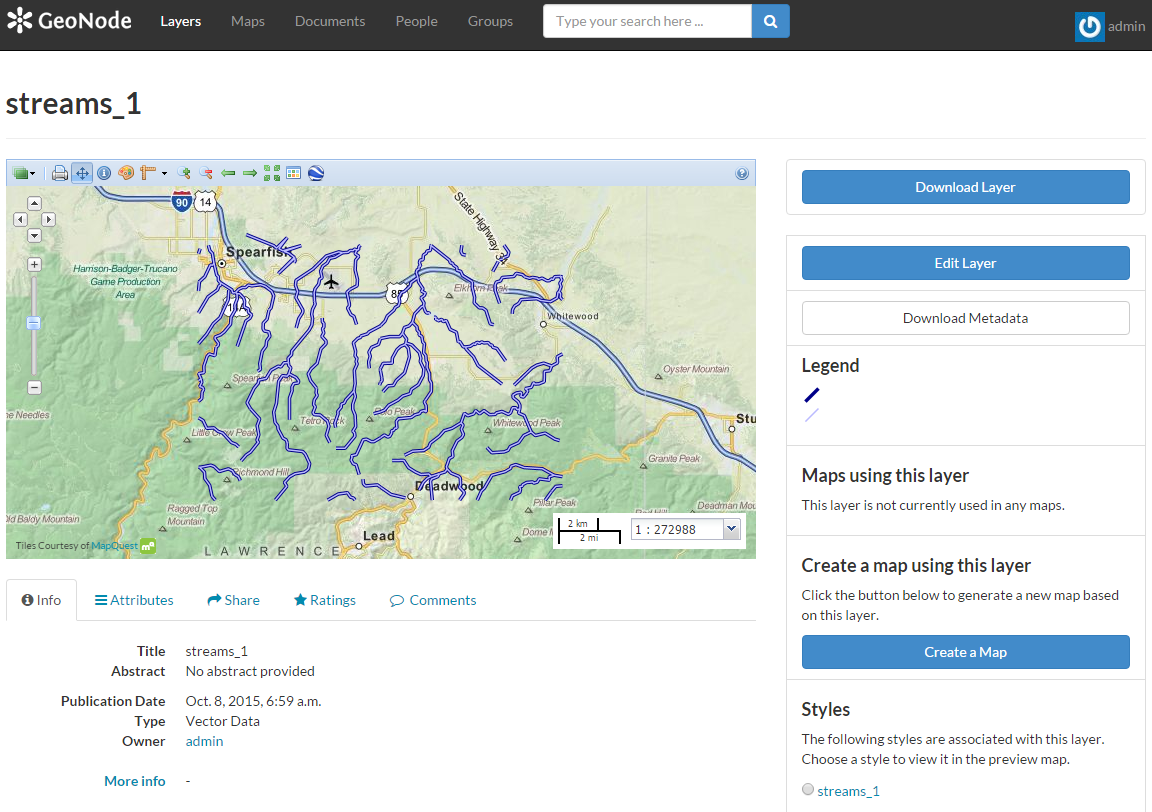 GeoNode Layers Maps Documents People Groups Type your search here ... admin
streams_1
90 14
State Highway 3
Spearfis
Harrison-Badger-Trucano
Game Production
Area
Elkhorn Peak
Whitewood
Oyster Mountain
Spearfish Peak
he Needles
Polo Peak
Tetro Rock
Whitewood Peak
Little Crow Peak
Stu
Granite Peak
Richmond Hill
Deadwood
Ragged Top
Mountain
Pillar Peak
Deadman Mou
ld Baldy Mountain
Dome M
Lead
LAWRENCE
Tiles Courtesy of MapQuest
2 km
2 mi
1 : 272988
Download Layer
Edit Layer
Download Metadata
Legend
Maps using this layer
This layer is not currently used in any maps.
Create a map using this layer
Click the button below to generate a new map based
on this layer.
Create a Map
Styles
The following styles are associated with this layer.
Choose a style to view it in the preview map.
streams_1
Info Attributes Share Ratings Comments
Title streams_1
Abstract No abstract provided
Publication Date Oct. 8, 2015, 6:59 a.m.
Type Vector Data
Owner admin
More info -